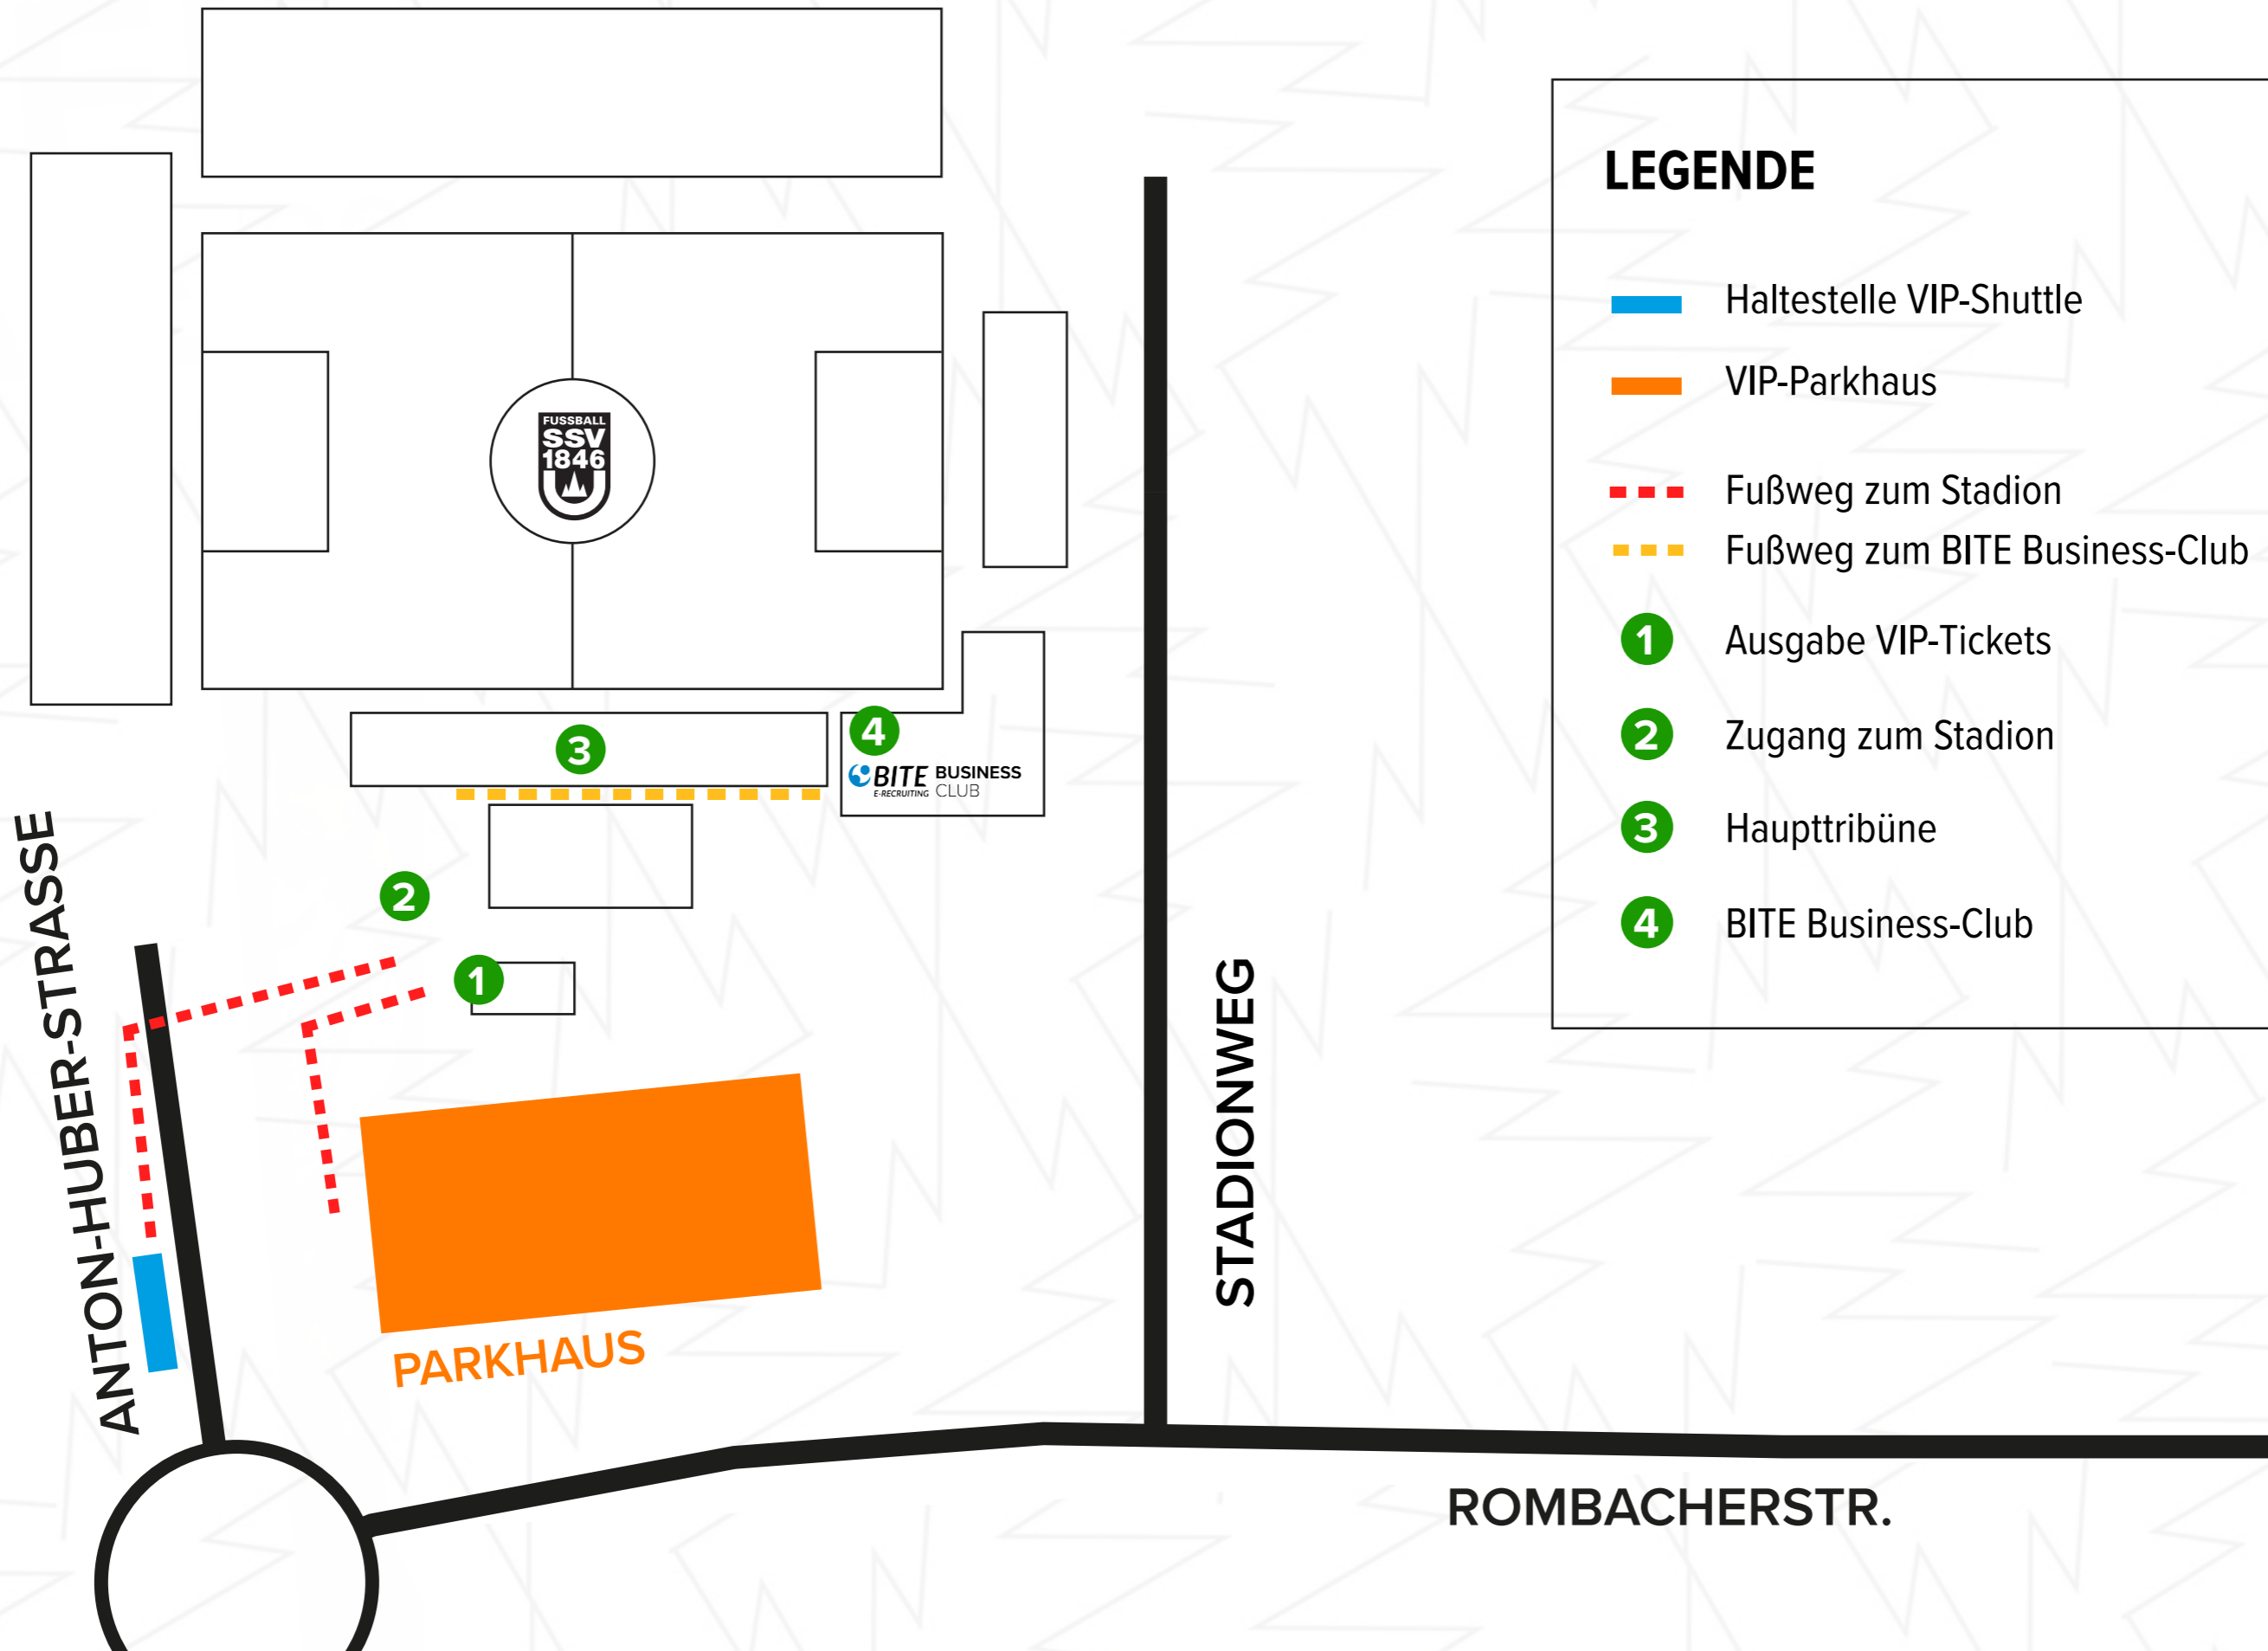 FUSSBALL
SSV
1846
3
4
BITE BUSINESS
E-RECRUITING CLUB
2
1
ANTON-HUBER-STRASSE
PARKHAUS
STADIONWEG
ROMBACHERSTR.
LEGENDE
Haltestelle VIP-Shuttle
VIP-Parkhaus
Fußweg zum Stadion
Fußweg zum BITE Business-Club
1 Ausgabe VIP-Tickets
2 Zugang zum Stadion
3 Haupttribüne
4 BITE Business-Club